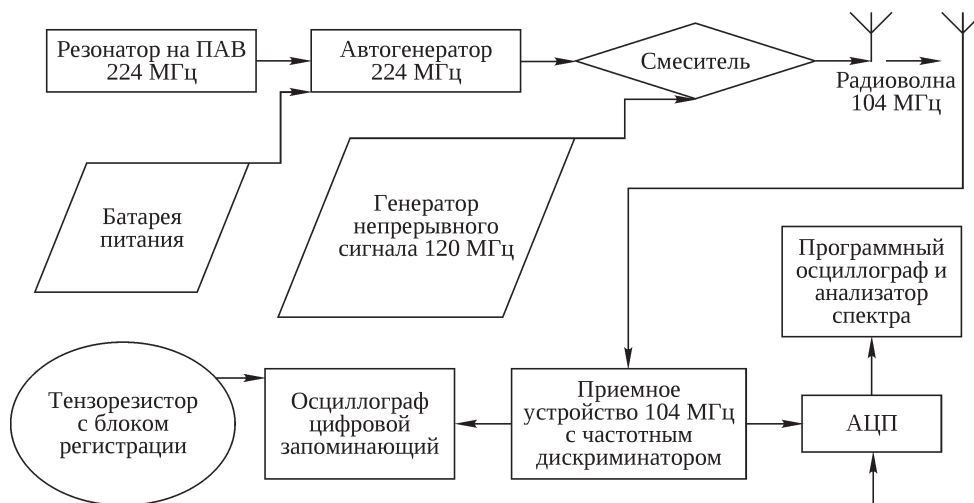 Резонатор на ПАВ
224 МГц
Автогенератор
224 МГц
Смеситель
Радиоволна
104 МГц
Батарея
питания
Генератор
непрерывного
сигнала 120 МГц
Программный
осциллограф и
анализатор
спектра
Тензорезистор
с блоком
регистрации
Осциллограф
цифровой
запоминающий
Приемное
устройство 104 МГц
с частотным
дискриминатором
АЦП